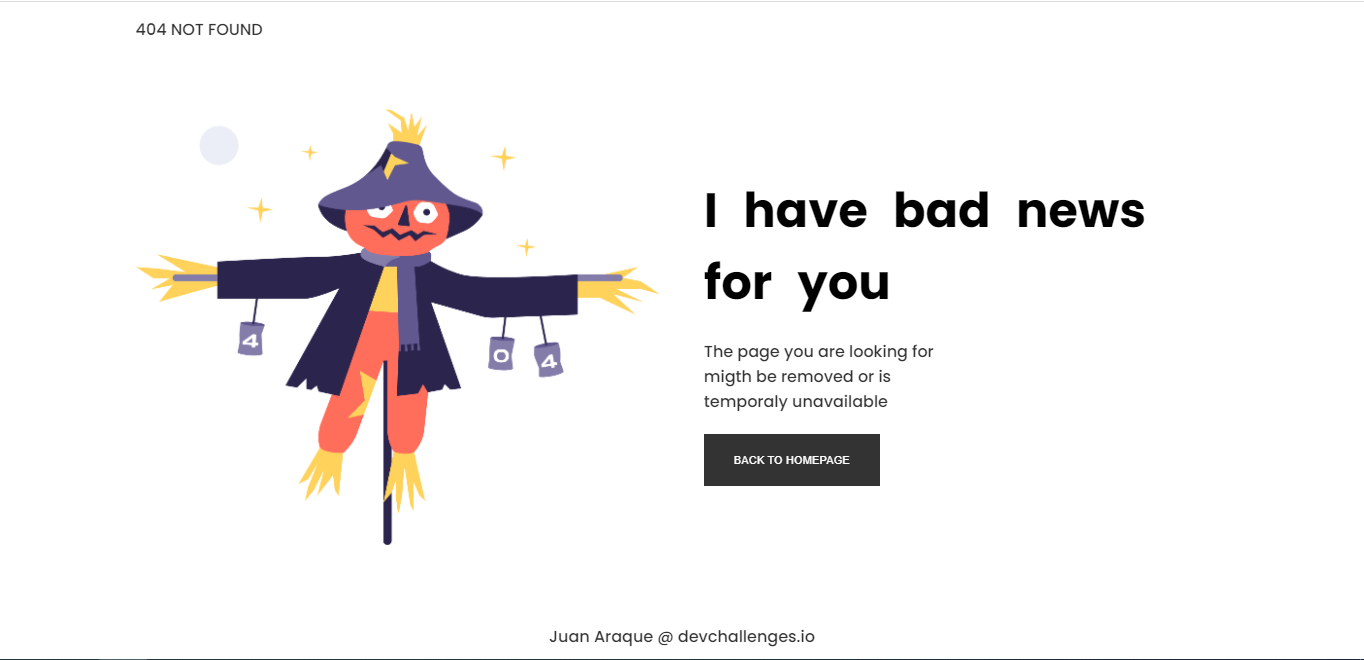 404 NOT FOUND
I have bad news
for you
4
0
4
The page you are looking for
migth be removed or is
temporaly unavailable
BACK TO HOMEPAGE
Juan Araque @ devchallenges.io